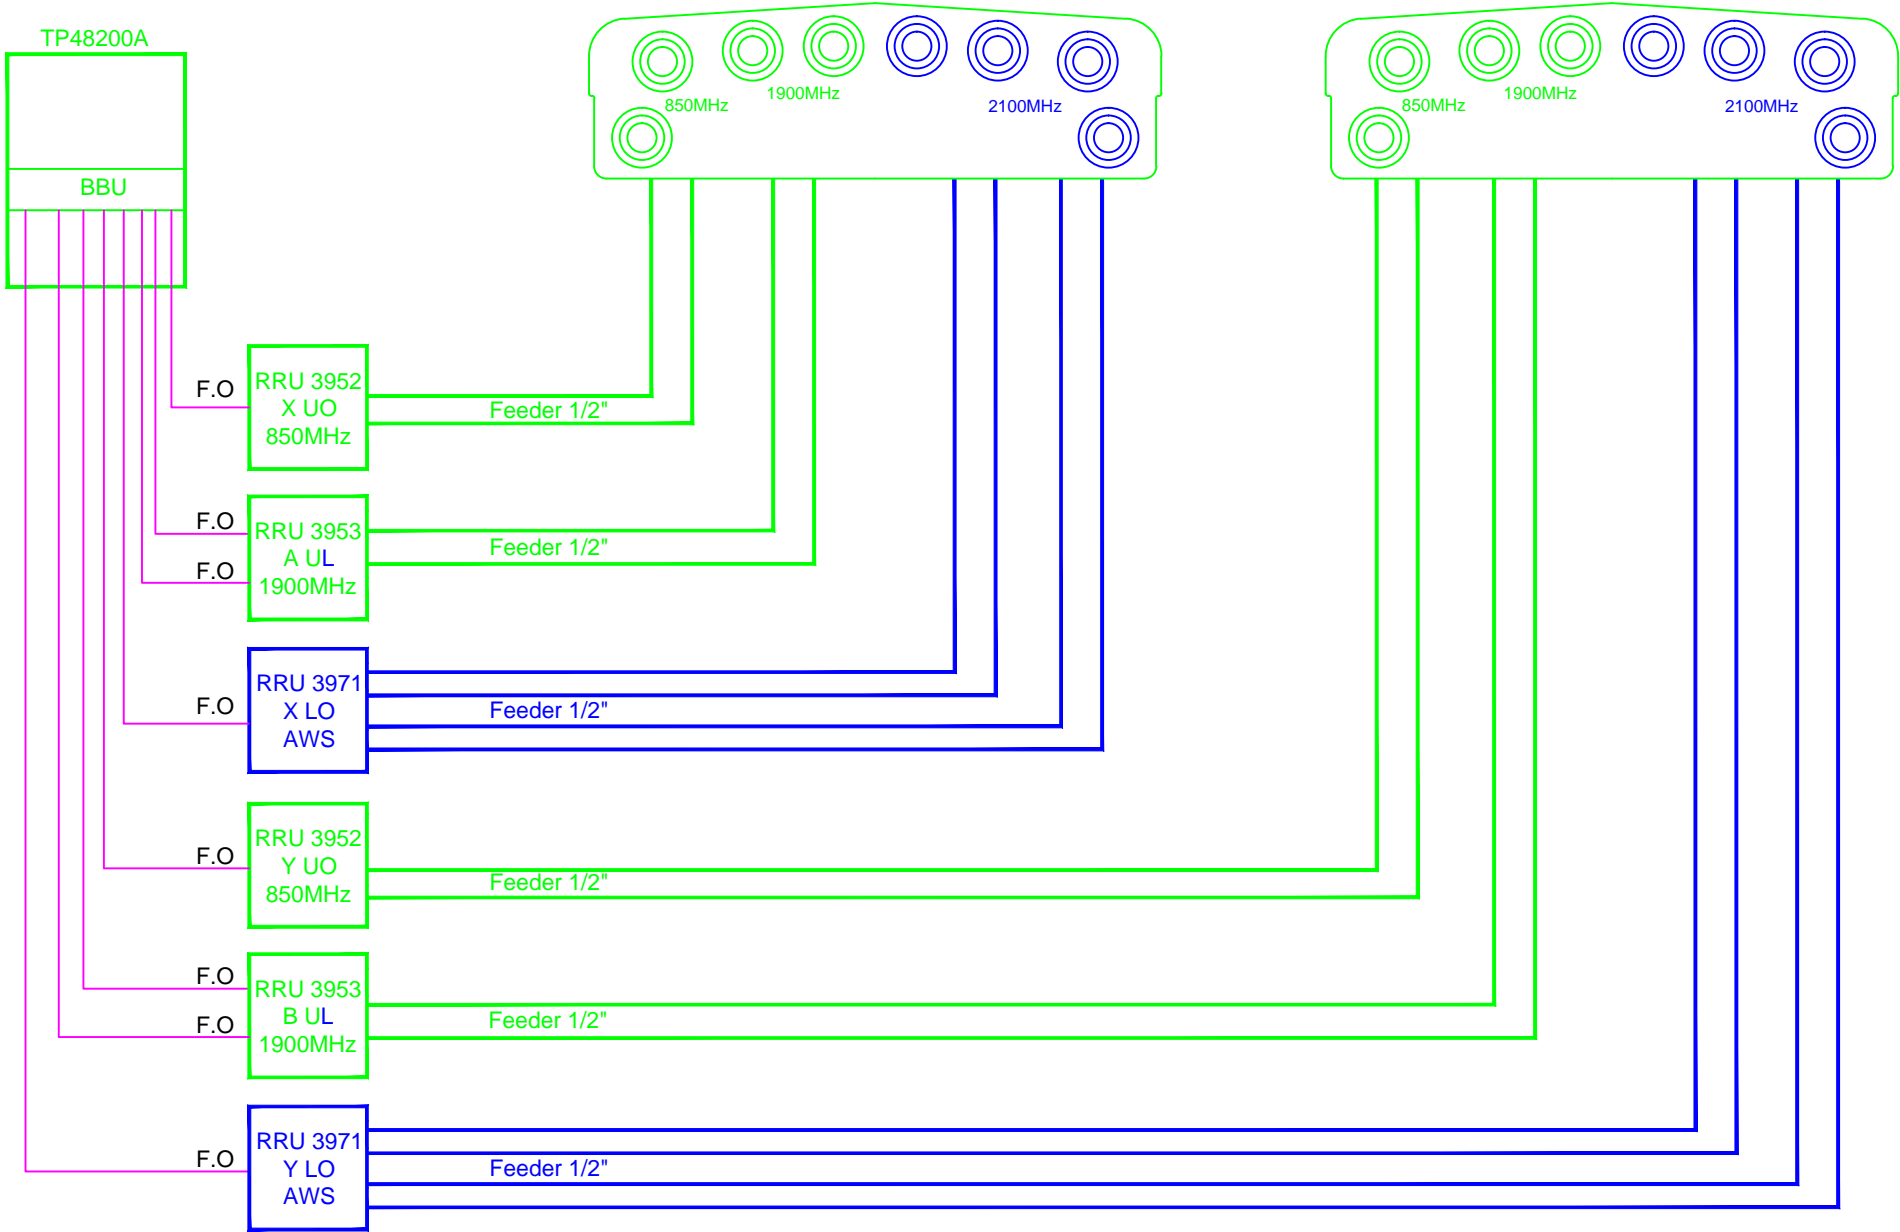 TP48200A
BBU
850MHz
1900MHz
2100MHz
850MHz
1900MHz
2100MHz
F.O
RRU 3952
X UO
850MHz
Feeder 1/2"
F.O
F.O
RRU 3953
A UL
1900MHz
Feeder 1/2"
F.O
RRU 3971
X LO
AWS
Feeder 1/2"
F.O
RRU 3952
Y UO
850MHz
Feeder 1/2"
F.O
F.O
RRU 3953
B UL
1900MHz
Feeder 1/2"
F.O
RRU 3971
Y LO
AWS
Feeder 1/2"